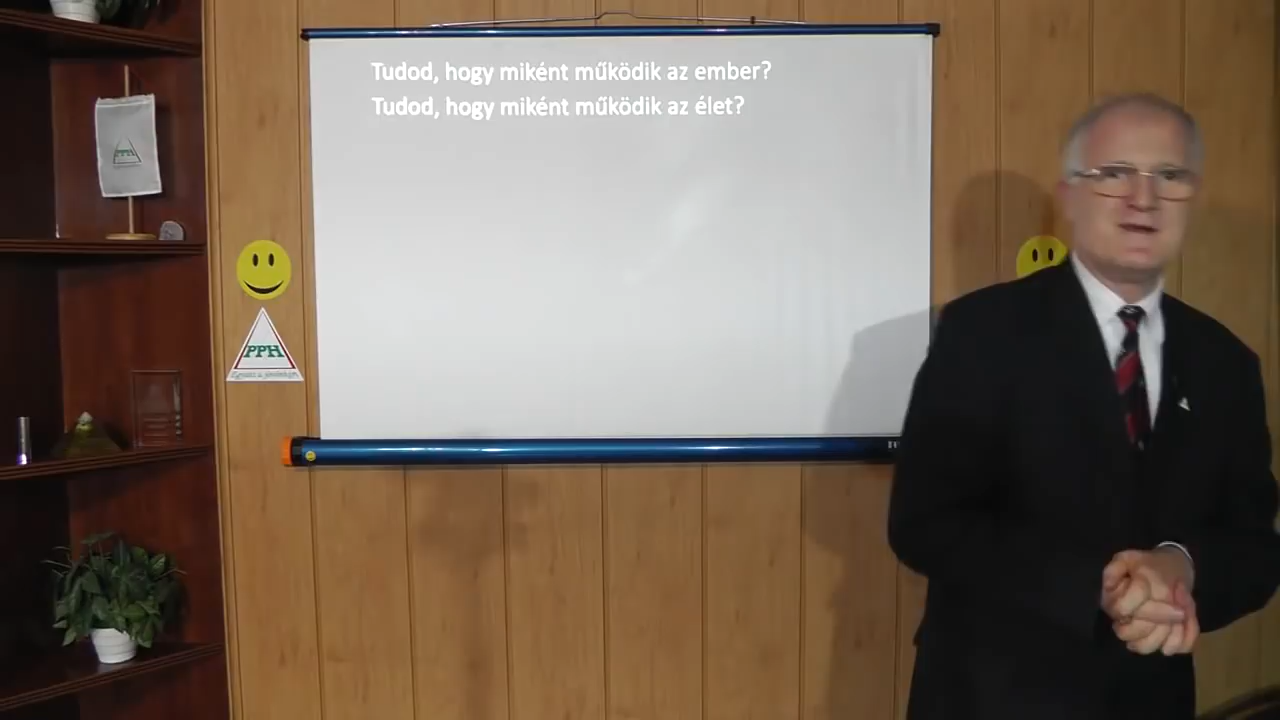 Tudod, hogy miként működik az ember?
Tudod, hogy miként működik az élet?
PPH
PPH